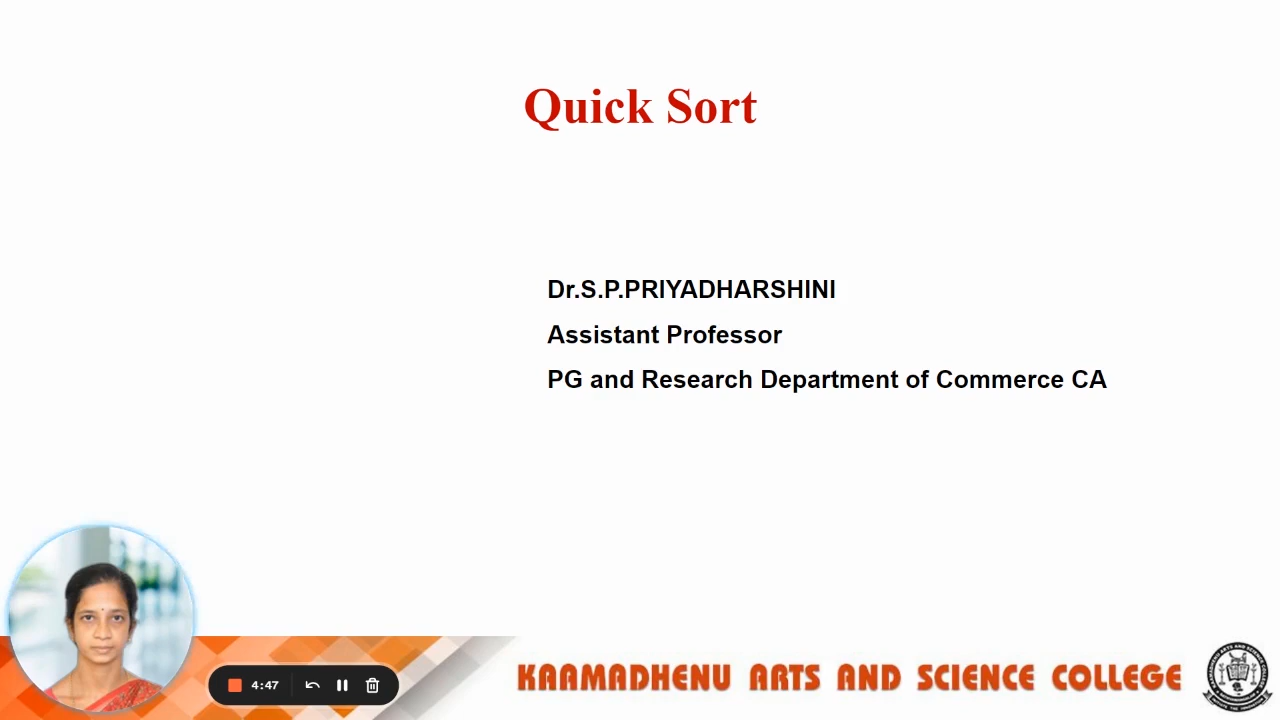 Quick Sort
Dr.S.P.PRIYADHARSHINI
Assistant Professor
PG and Research Department of Commerce CA
4:47
KAAMADHENU ARTS AND SCIENCE COLLEGE